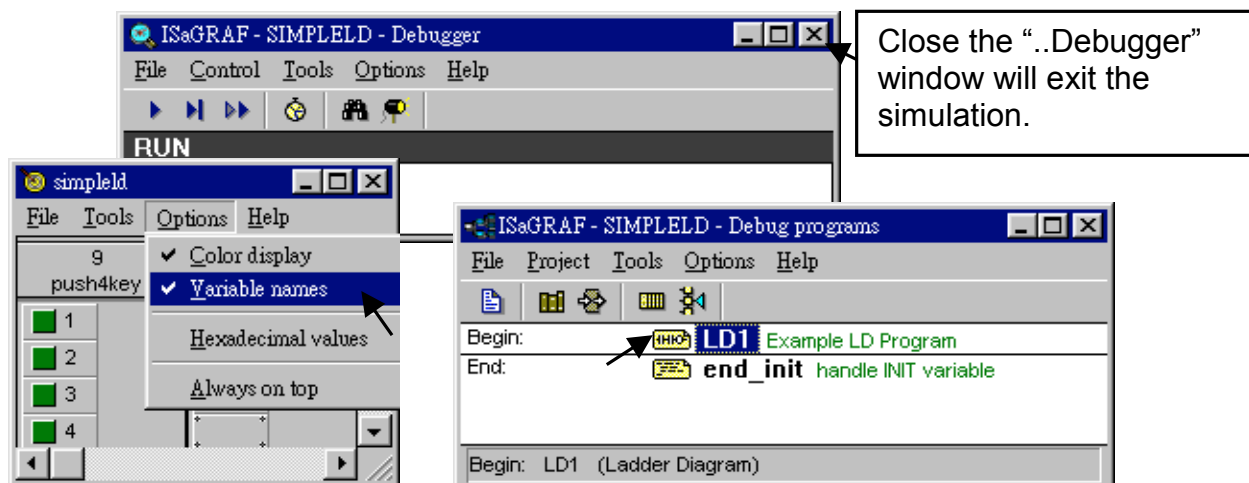 ISaGRAF - SIMPLELD - Debugger
File Control Tools Options Help
RUN
Close the “..Debugger”
window will exit the
simulation.
simpleld
File Tools Options Help
9
push4key
1
2
3
4
Color display
Variable names
Hexadecimal values
Always on top
ISaGRAF - SIMPLELD - Debug programs
File Project Tools Options Help
Begin: LD1 Example LD Program
End: end_init handle INIT variable
Begin: LD1 (Ladder Diagram)